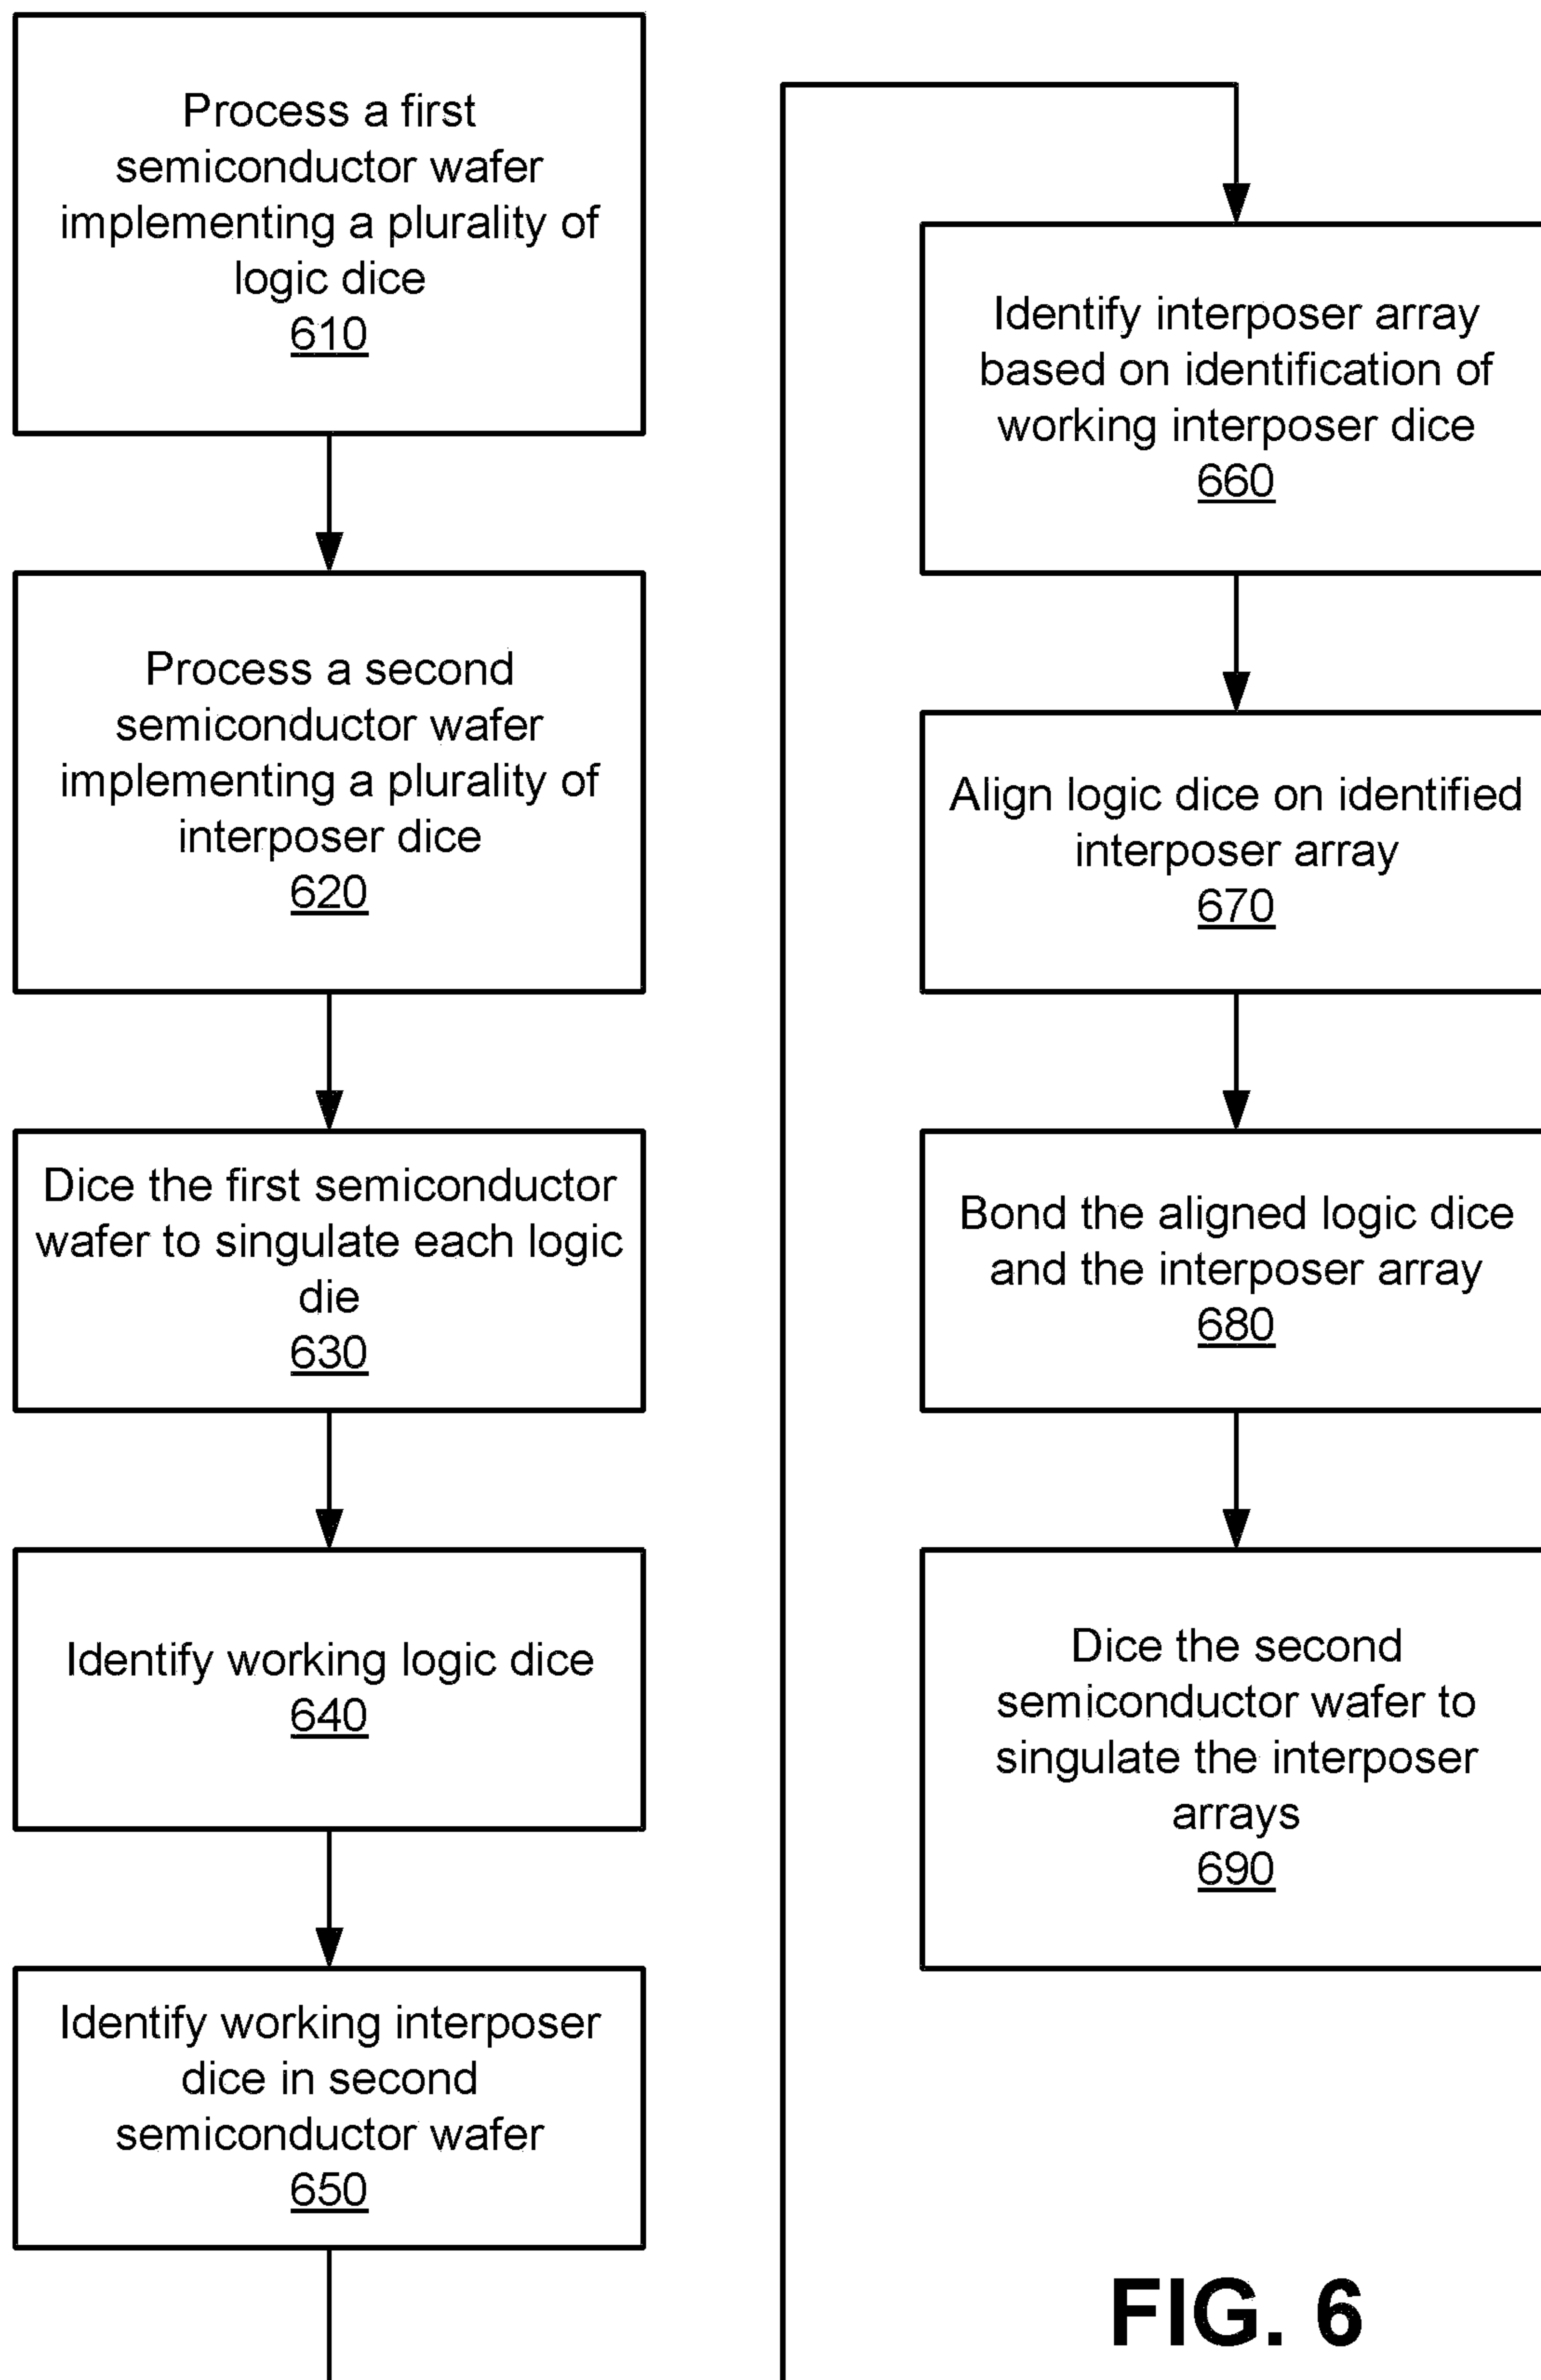 Process a first
semiconductor wafer
implementing a plurality of
logic dice
610
Process a second
semiconductor wafer
implementing a plurality of
interposer dice
620
Dice the first semiconductor
wafer to singulate each logic
die
630
Identify working logic dice
640
Identify working interposer
dice in second
semiconductor wafer
650
Identify interposer array
based on identification of
working interposer dice
660
Align logic dice on identified
interposer array
670
Bond the aligned logic dice
and the interposer array
680
Dice the second
semiconductor wafer to
singulate the interposer
arrays
690
FIG. 6